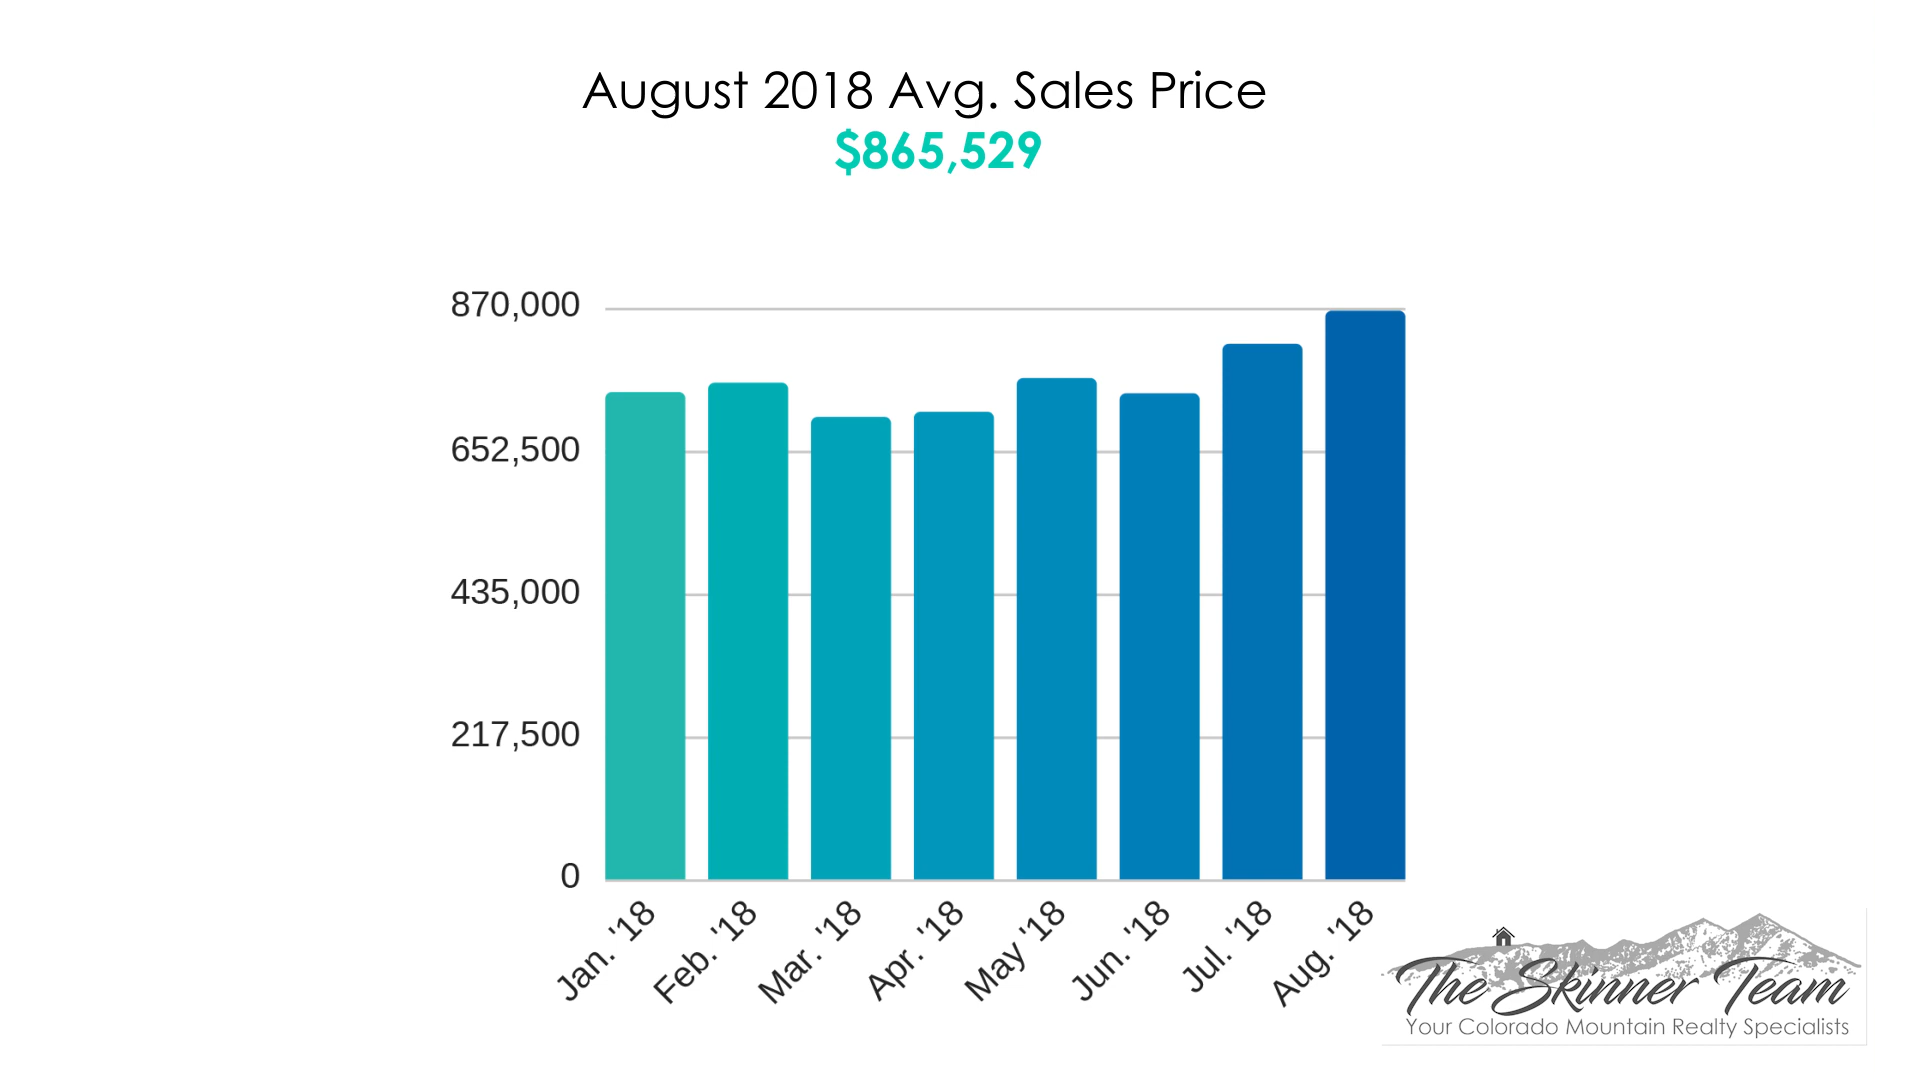 August 2018 Avg. Sales Price
$865,529
870,000
652,500
435,000
217,500
0
Jan. '18
Feb. '18
Mar. '18
Apr. '18
May '18
Jun. '18
Jul. '18
Aug. '18
The Skinner Team
Your Colorado Mountain Realty Specialists